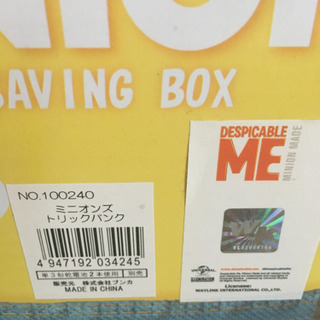 SAVING BOX
NO.100240
ミニオンズ
トリックバンク
4 947192 034245
単3形乾電池2本使用 別売
販売元 株式会社ブンカ
MADE IN CHINA
DESPICABLE
ME
MINION MADE
UNIVERSAL
Licensee:
WAYLINK INTERNATIONAL CO.,LTD